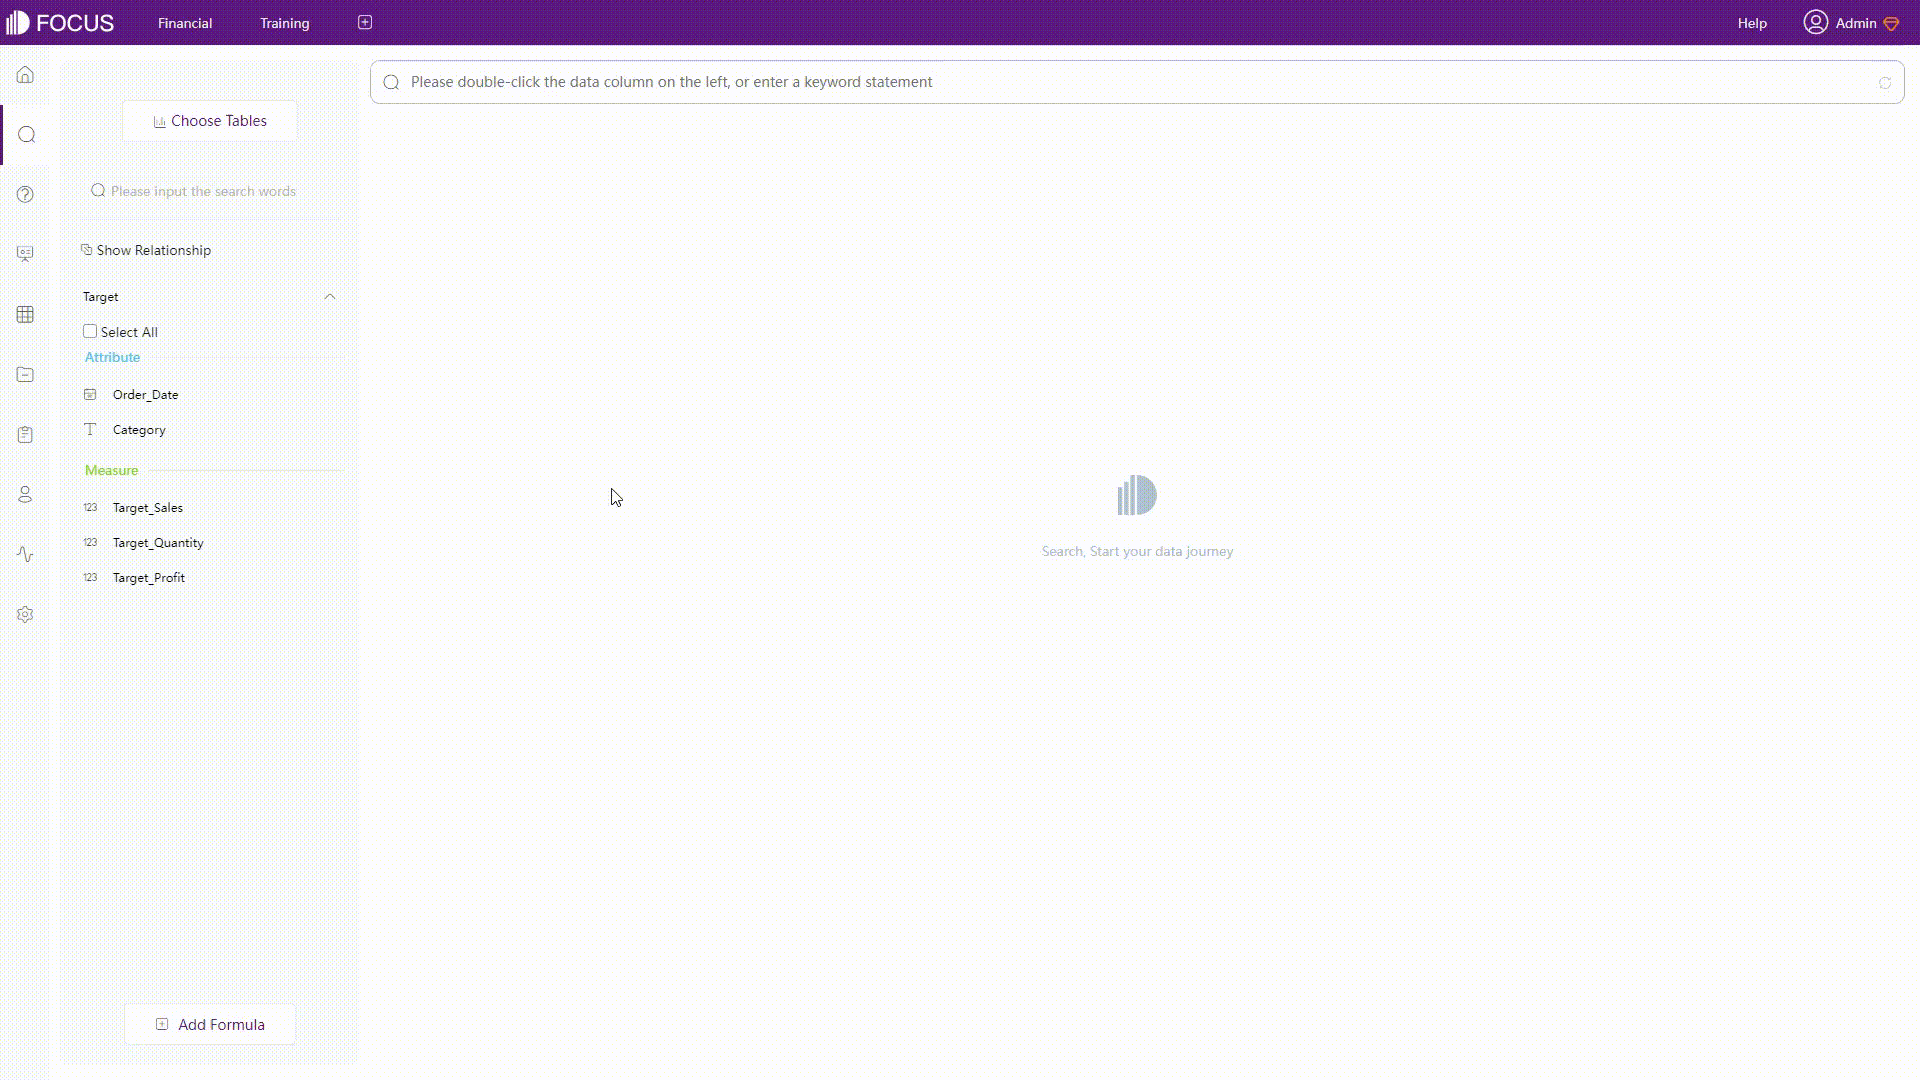 FOCUS
Financial
Training
Help
Admin
Choose Tables
Please double-click the data column on the left, or enter a keyword statement
Please input the search words
Show Relationship
Target
Select All
Attribute
Order_Date
Category
Measure
123 Target_Sales
123 Target_Quantity
123 Target_Profit
Search, Start your data journey
Add Formula